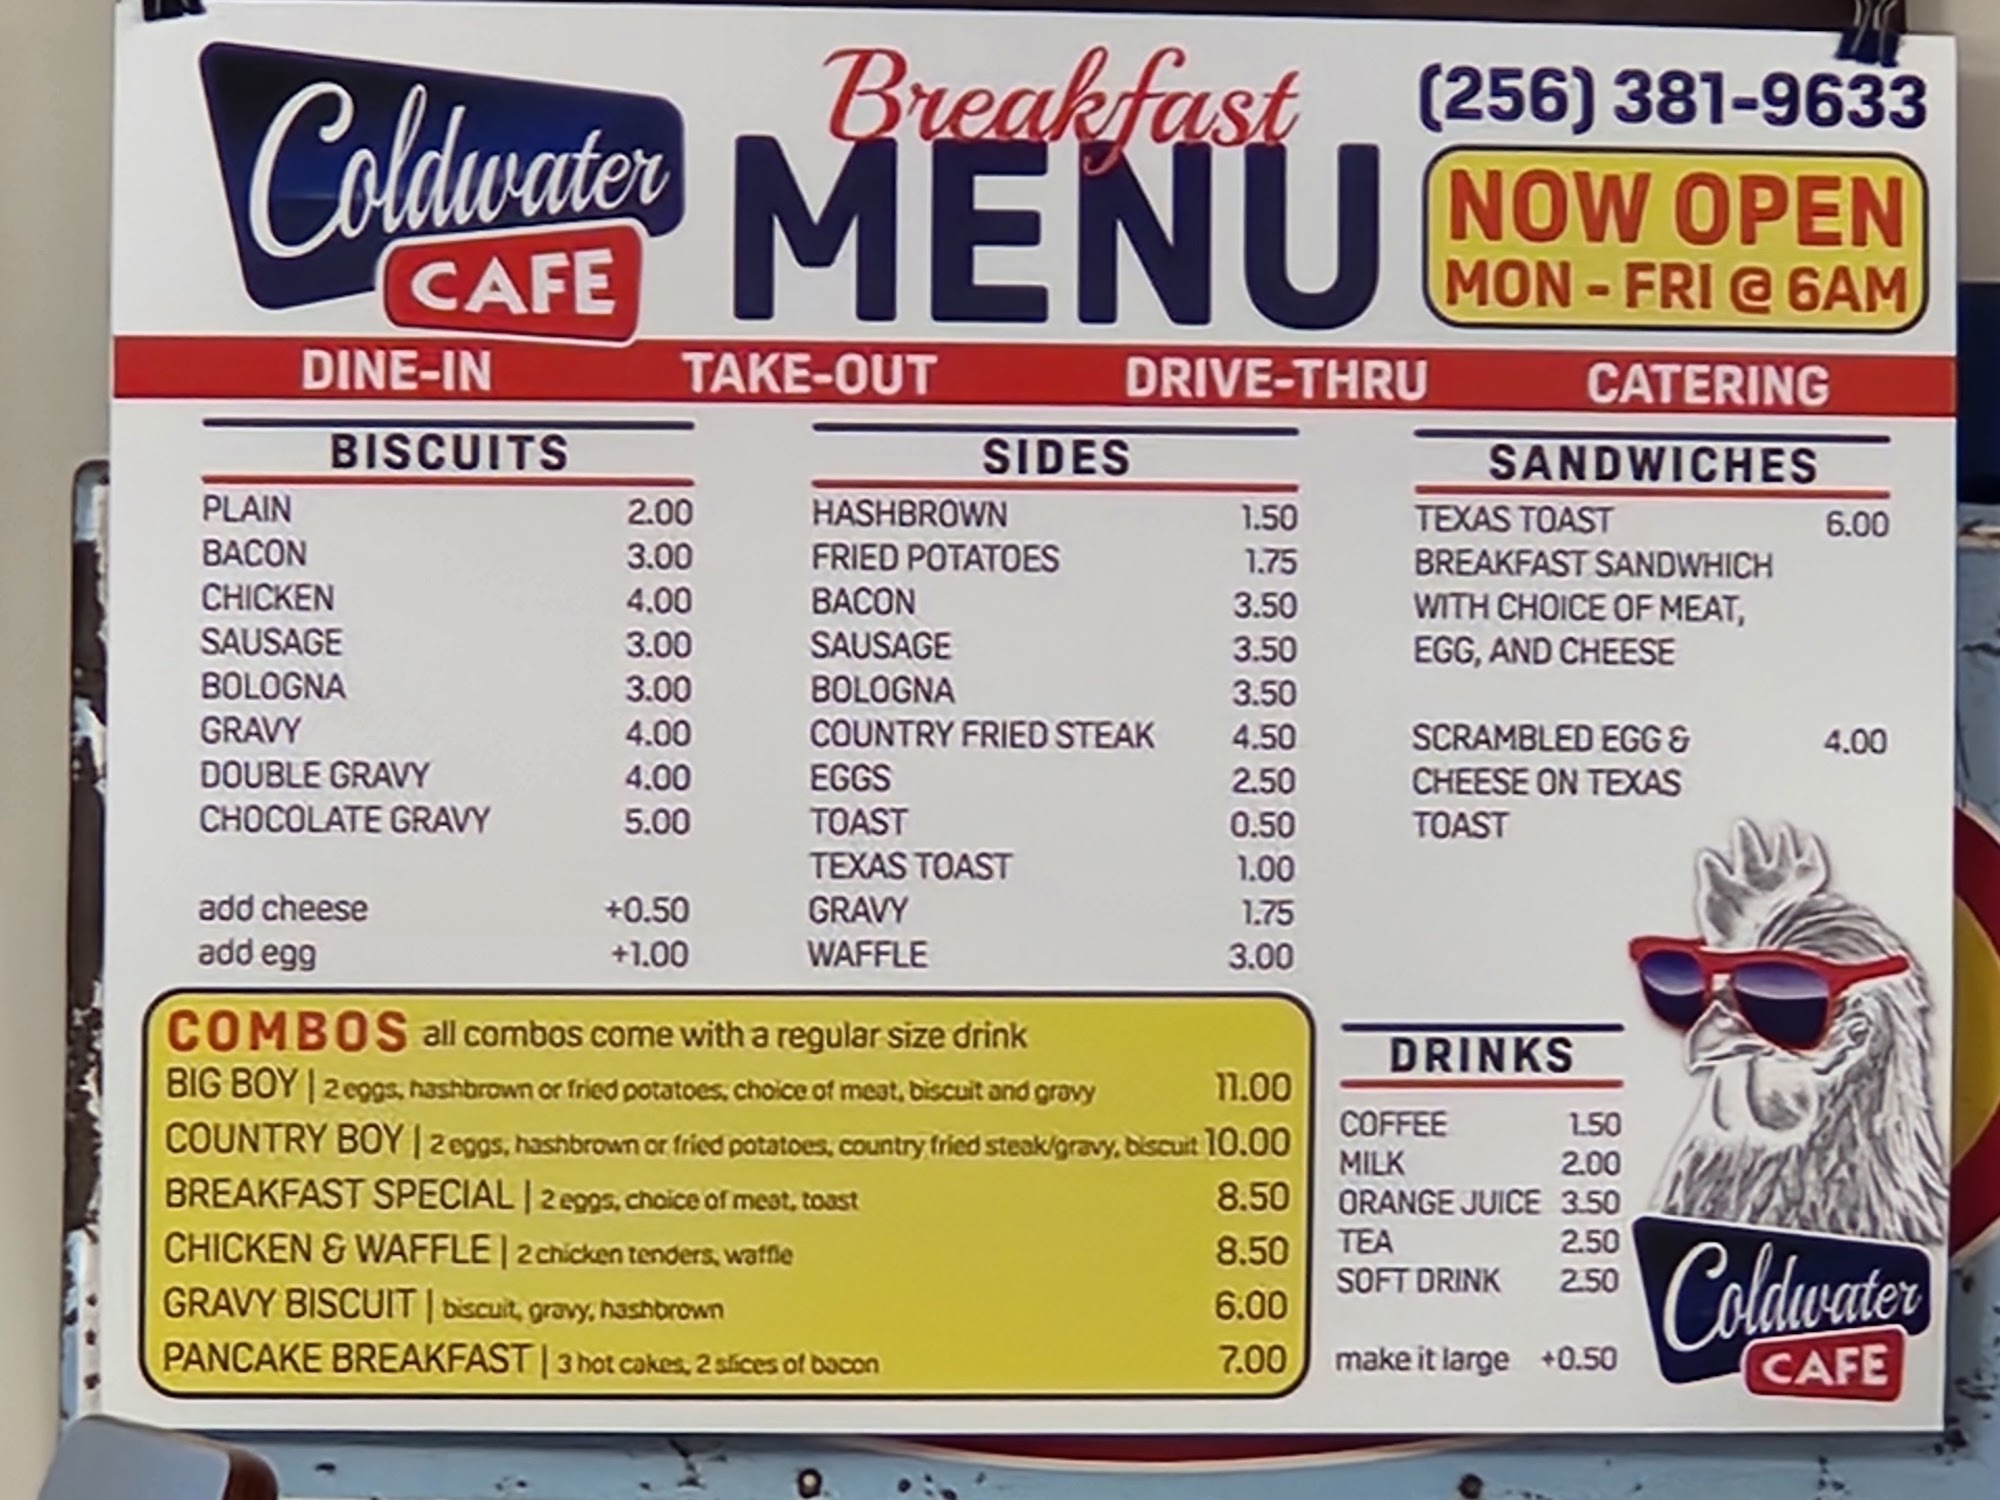 Coldwater
CAFE
Breakfast
MENU
(256) 381-9633
NOW OPEN
MON - FRI @ 6AM
DINE-IN TAKE-OUT DRIVE-THRU CATERING
BISCUITS
PLAIN 2.00
BACON 3.00
CHICKEN 4.00
SAUSAGE 3.00
BOLOGNA 3.00
GRAVY 4.00
DOUBLE GRAVY 4.00
CHOCOLATE GRAVY 5.00
add cheese +0.50
add egg +1.00
SIDES
HASHBROWN 1.50
FRIED POTATOES 1.75
BACON 3.50
SAUSAGE 3.50
BOLOGNA 3.50
COUNTRY FRIED STEAK 4.50
EGGS 2.50
TOAST 0.50
TEXAS TOAST 1.00
GRAVY 1.75
WAFFLE 3.00
SANDWICHES
TEXAS TOAST 6.00
BREAKFAST SANDWHICH
WITH CHOICE OF MEAT,
EGG, AND CHEESE
SCRAMBLED EGG & 4.00
CHEESE ON TEXAS
TOAST
COMBOS all combos come with a regular size drink
BIG BOY | 2 eggs, hashbrown or fried potatoes, choice of meat, biscuit and gravy 11.00
COUNTRY BOY | 2 eggs, hashbrown or fried potatoes, country fried steak/gravy, biscuit 10.00
BREAKFAST SPECIAL | 2 eggs, choice of meat, toast 8.50
CHICKEN & WAFFLE | 2 chicken tenders, waffle 8.50
GRAVY BISCUIT | biscuit, gravy, hashbrown 6.00
PANCAKE BREAKFAST | 3 hot cakes, 2 slices of bacon 7.00
DRINKS
COFFEE 1.50
MILK 2.00
ORANGE JUICE 3.50
TEA 2.50
SOFT DRINK 2.50
make it large +0.50
Coldwater
CAFE